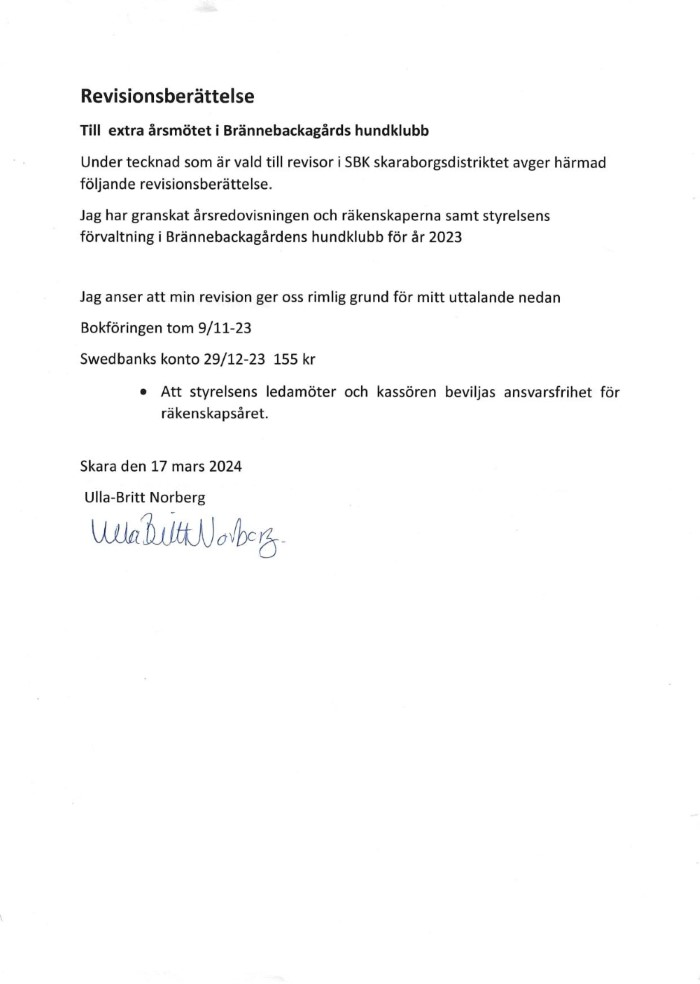 Revisionsberättelse
Till extra årsmötet i Brännebackagårds hundklubb
Under tecknad som är vald till revisor i SBK skaraborgsdistriktet avger härmad
följande revisionsberättelse.
Jag har granskat årsredovisningen och räkenskaperna samt styrelsens
förvaltning i Brännebackagårdens hundklubb för år 2023
Jag anser att min revision ger oss rimlig grund för mitt uttalande nedan
Bokföringen tom 9/11-23
Swedbanks konto 29/12-23 155 kr
• Att styrelsens ledamöter och kassören beviljas ansvarsfrihet för
räkenskapsåret.
Skara den 17 mars 2024
Ulla-Britt Norberg
Ulla Britt Norberg